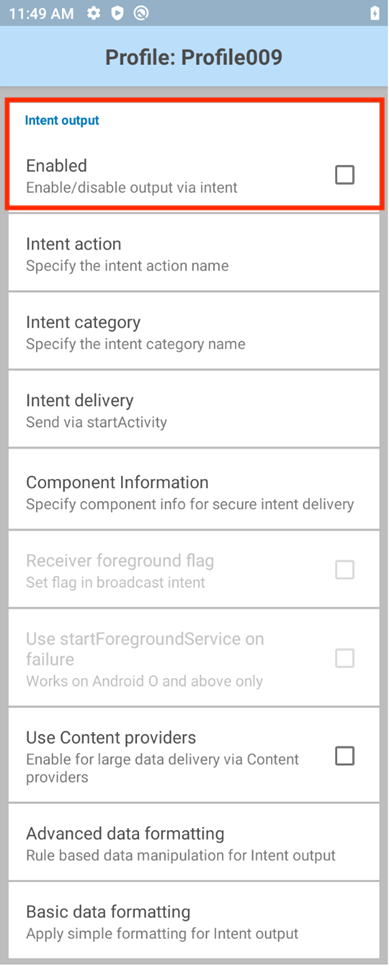 11:49 AM
Profile: Profile009
Intent output
Enabled
Enable/disable output via intent
Intent action
Specify the intent action name
Intent category
Specify the intent category name
Intent delivery
Send via startActivity
Component Information
Specify component info for secure intent delivery
Receiver foreground flag
Set flag in broadcast intent
Use startForegroundService on
failure
Works on Android O and above only
Use Content providers
Enable for large data delivery via Content
providers
Advanced data formatting
Rule based data manipulation for Intent output
Basic data formatting
Apply simple formatting for Intent output